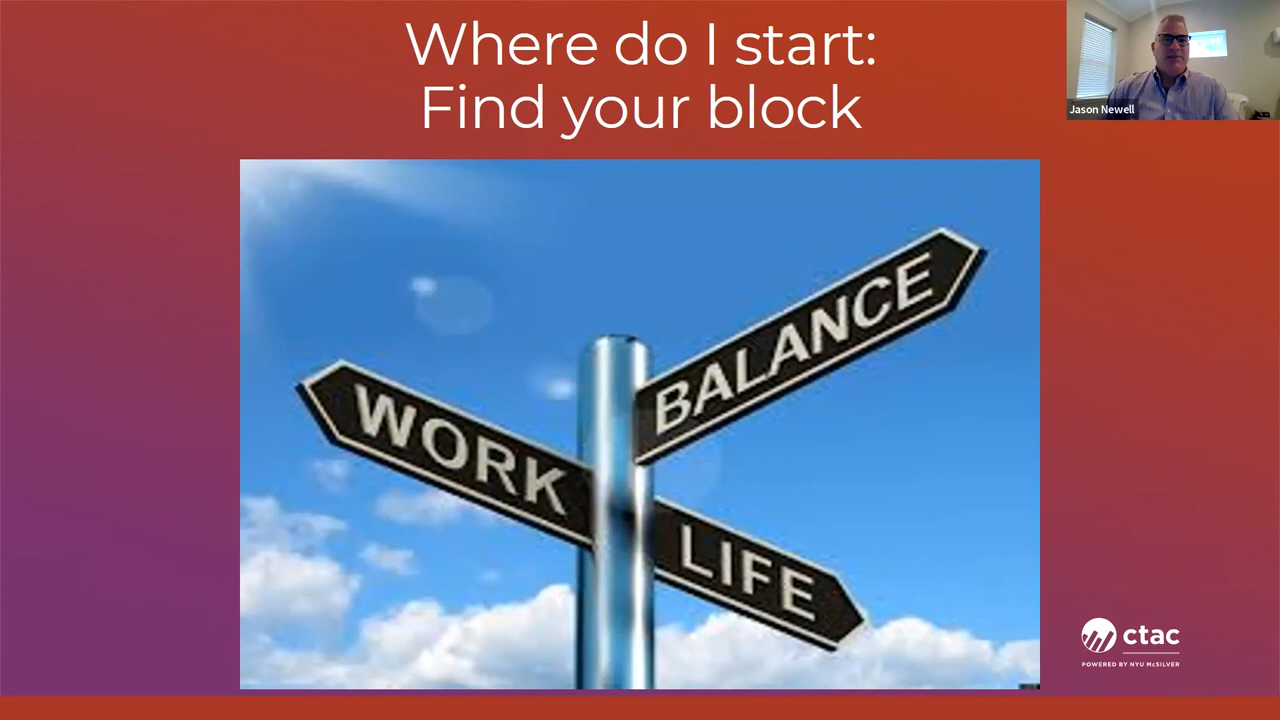 Where do I start:
Find your block
Jason Newell
BALANCE
WORK
LIFE
ctac
POWERED BY NYU McSILVER